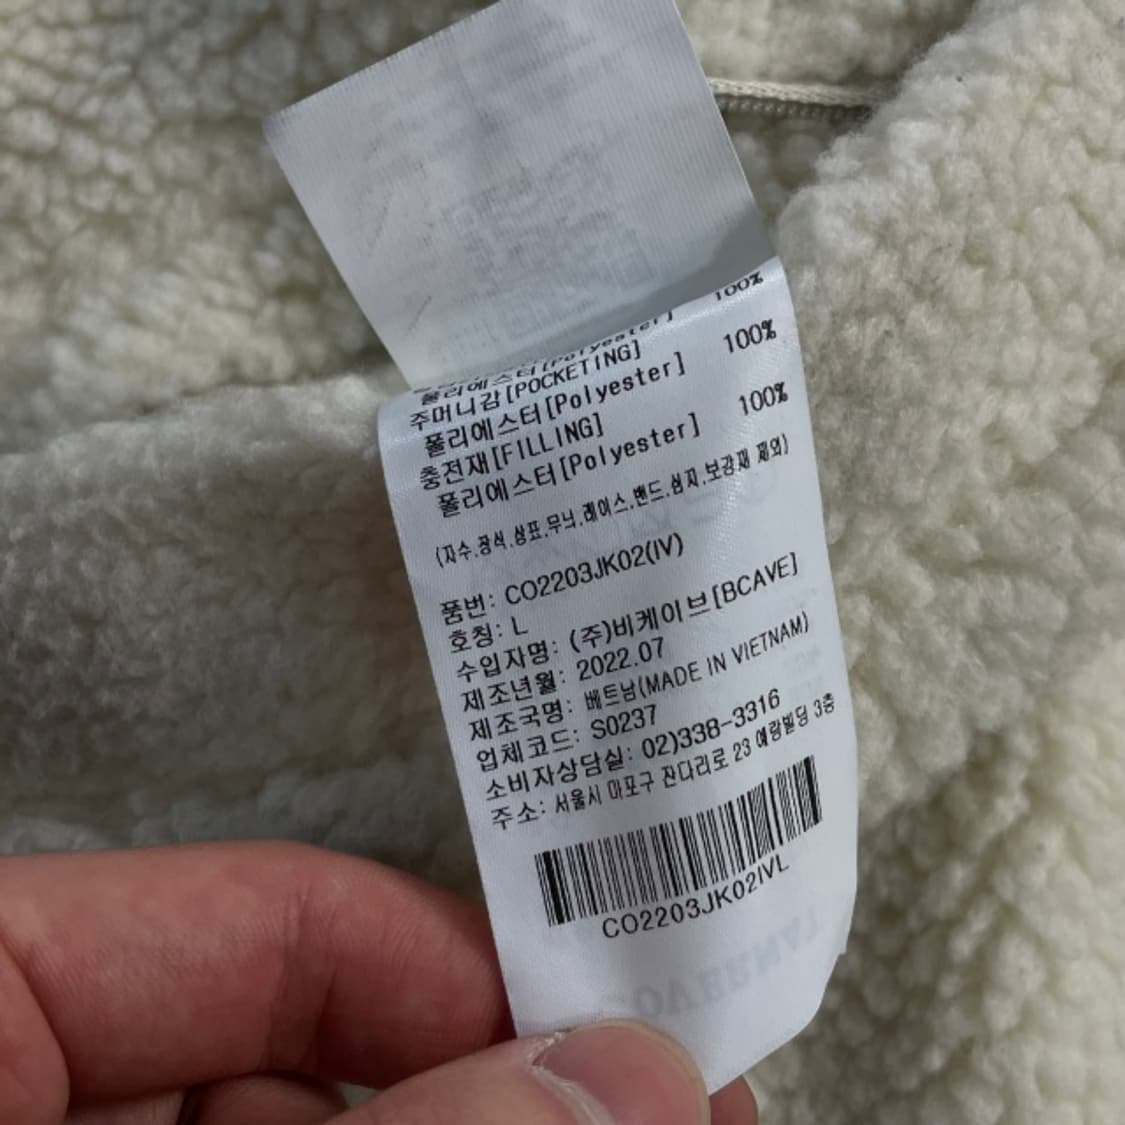 100%
폴리에스터[Polyester]
주머니감[POCKETING]
폴리에스터[Polyester] 100%
충전재[FILLING]
폴리에스터[Polyester] 100%
(자수.장식.상표.무늬.레이스.밴드.심지.보강재 제외)
품번: CO2203JK02(IV)
호칭: L
수입자명: (주)비케이브[BCAVE]
제조년월: 2022.07
제조국명: 베트남(MADE IN VIETNAM)
업체코드: S0237
소비자상담실: 02)338-3316
주소: 서울시 마포구 잔다리로 23 예람빌딩 3층
CO2203JK02IVL